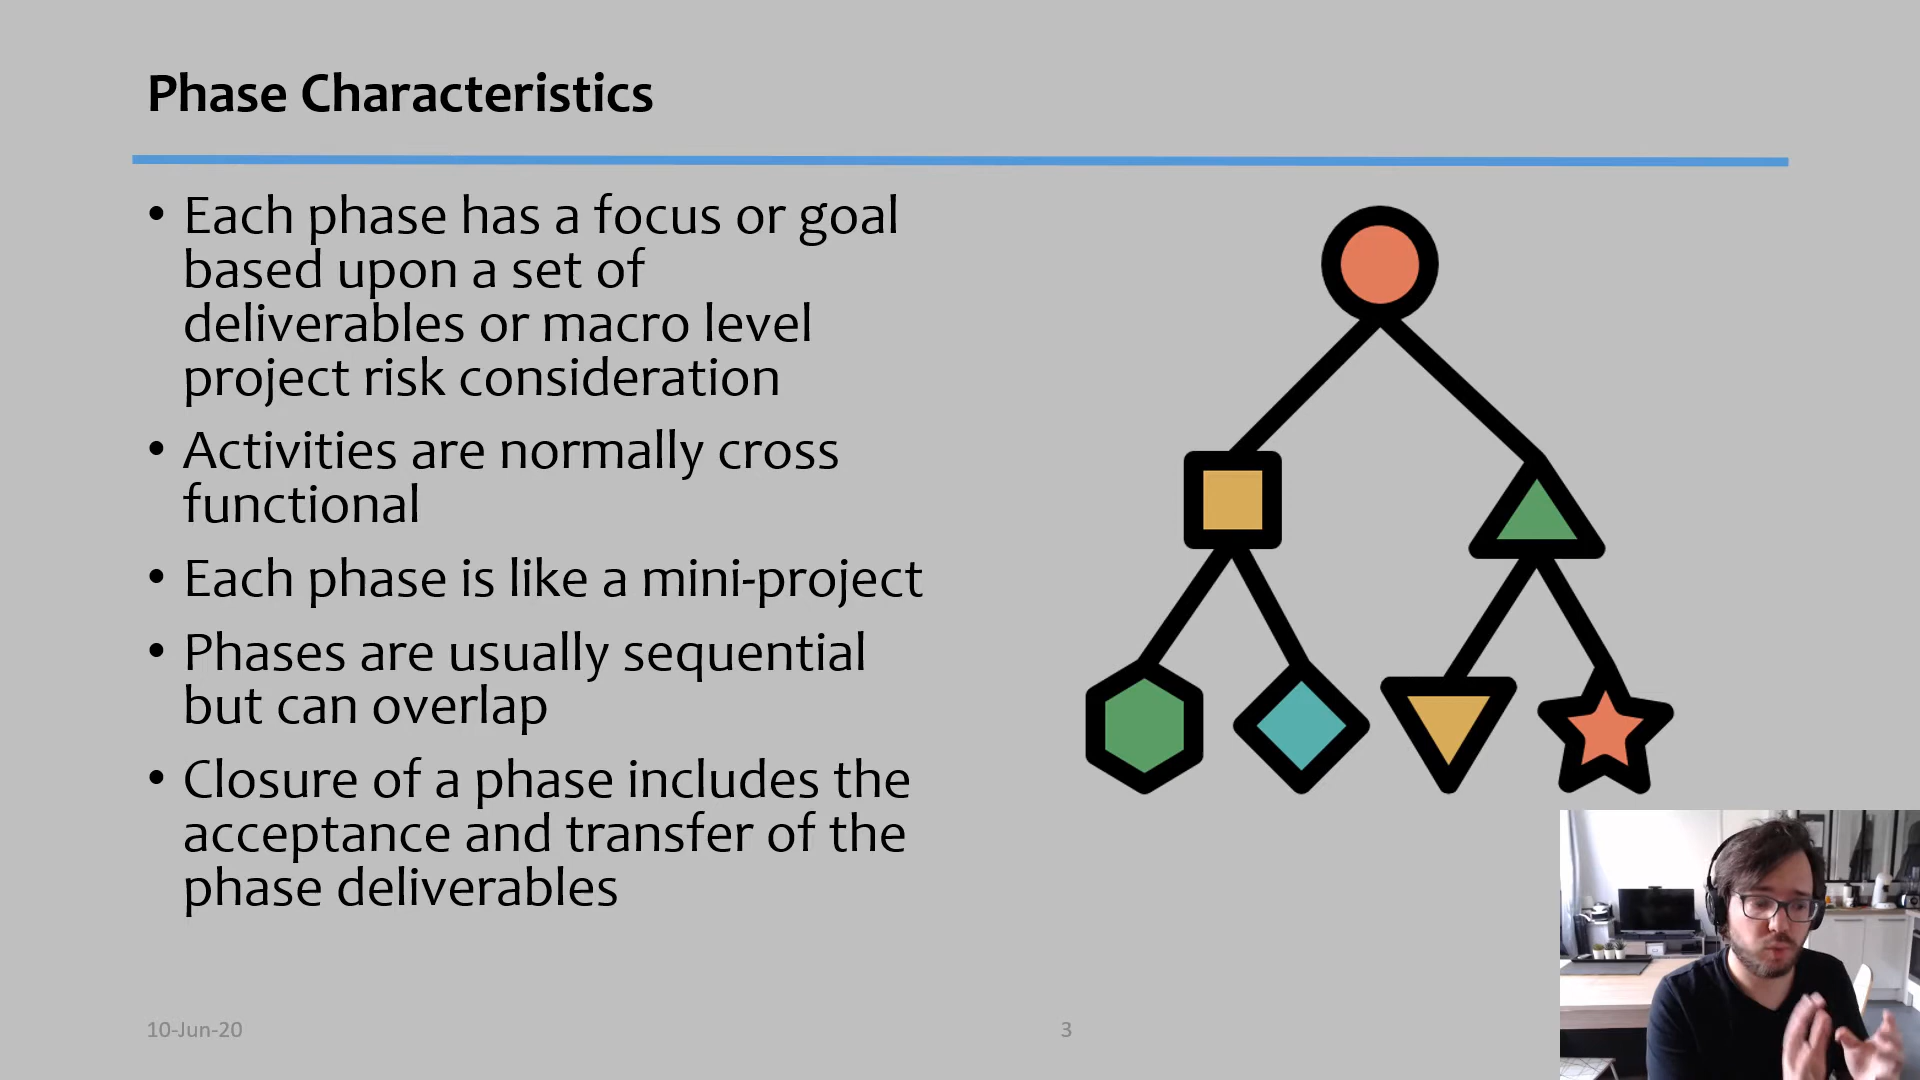 Phase Characteristics
• Each phase has a focus or goal
based upon a set of
deliverables or macro level
project risk consideration
• Activities are normally cross
functional
• Each phase is like a mini-project
• Phases are usually sequential
but can overlap
• Closure of a phase includes the
acceptance and transfer of the
phase deliverables
10-Jun-20
3